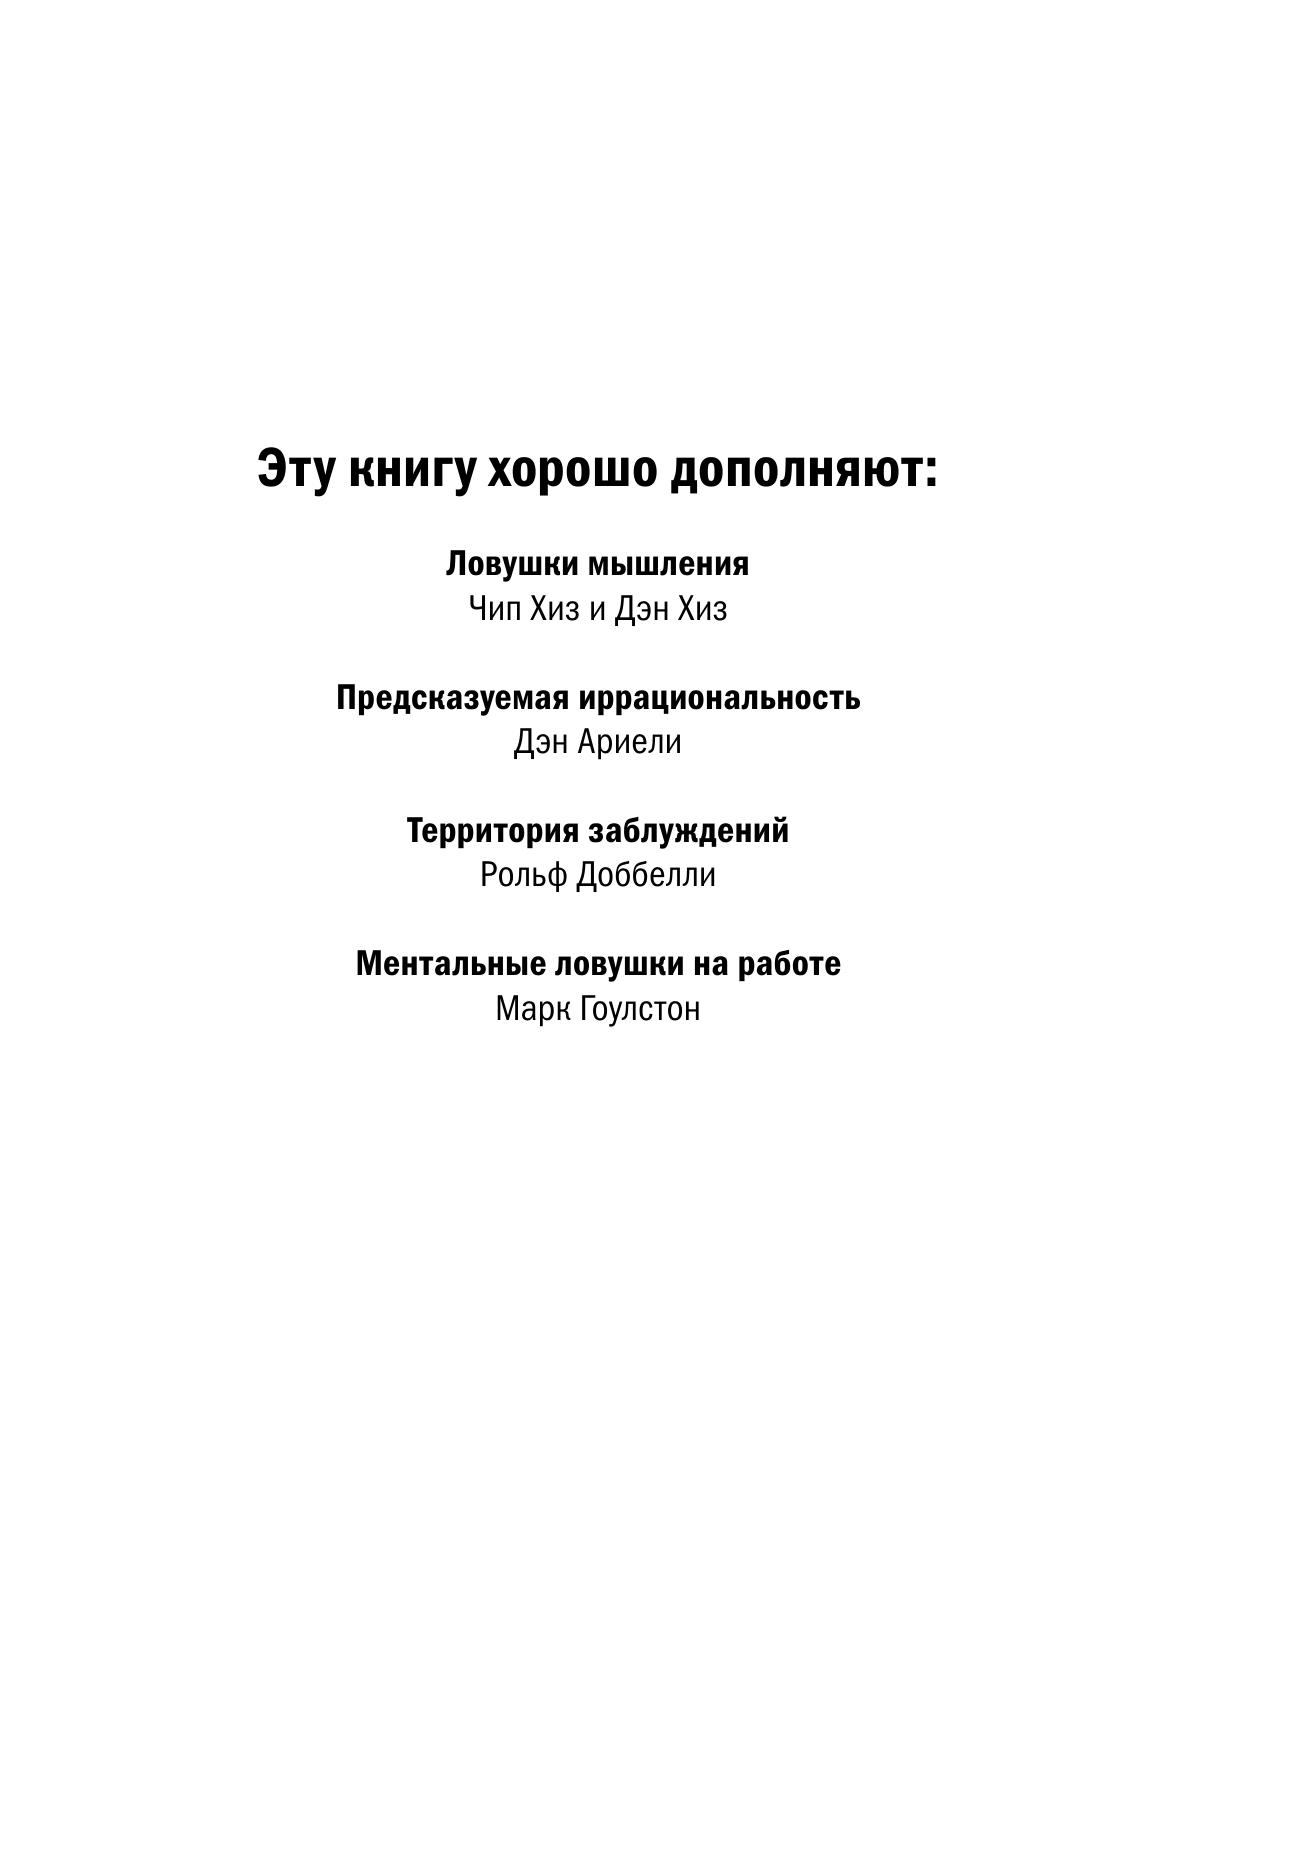 Эту книгу хорошо дополняют:
Ловушки мышления
Чип Хиз и Дэн Хиз
Предсказуемая иррациональность
Дэн Ариели
Территория заблуждений
Рольф Доббелли
Ментальные ловушки на работе
Марк Гоулстон